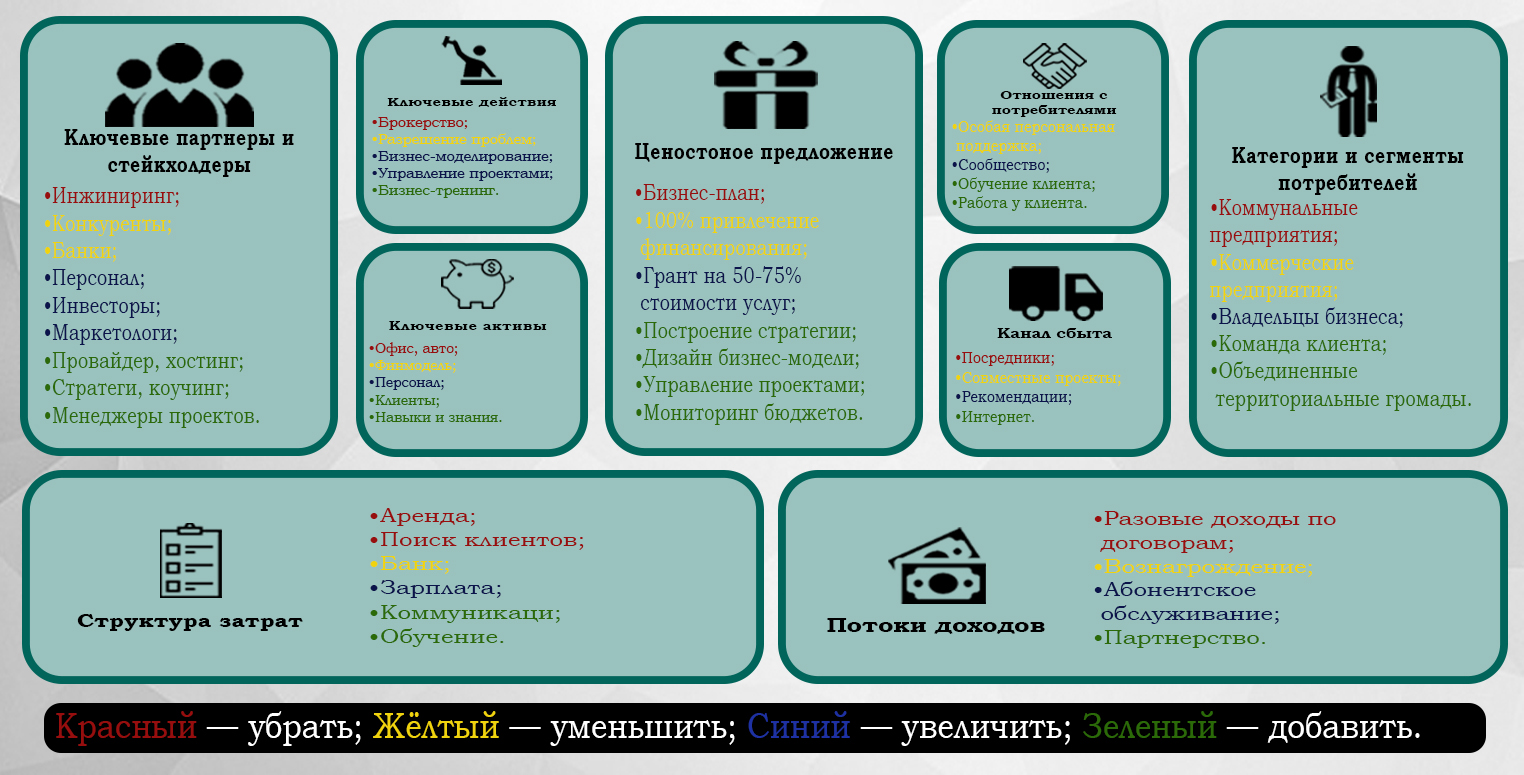 Ключевые партнеры и
стейкхолдеры
•Инжиниринг;
•Конкуренты;
•Банки;
•Персонал;
•Инвесторы;
•Маркетологи;
•Провайдер, хостинг;
•Стратеги, коучинг;
•Менеджеры проектов.
Ключевые действия
•Брокерство;
•Разрешение проблем;
•Бизнес-моделирование;
•Управление проектами;
•Бизнес-тренинг.
Ключевые активы
•Офис, авто;
•Финмодель;
•Персонал;
•Клиенты;
•Навыки и знания.
Ценостоное предложение
•Бизнес-план;
•100% привлечение
финансирования;
•Грант на 50-75%
стоимости услуг;
•Построение стратегии;
•Дизайн бизнес-модели;
•Управление проектами;
•Мониторинг бюджетов.
Отношения с
потребителями
•Особая персональная
поддержка;
•Сообщество;
•Обучение клиента;
•Работа у клиента.
Канал сбыта
•Посредники;
•Совместные проекты;
•Рекомендации;
•Интернет.
Категории и сегменты
потребителей
•Коммунальные
предприятия;
•Коммерческие
предприятия;
•Владельцы бизнеса;
•Команда клиента;
•Объединенные
территориальные громады.
Структура затрат
•Аренда;
•Поиск клиентов;
•Банк;
•Зарплата;
•Коммуникаци;
•Обучение.
Потоки доходов
•Разовые доходы по
договорам;
•Вознагрождение;
•Абонентское
обслуживание;
•Партнерство.
Красный — убрать; Жёлтый — уменьшить; Синий — увеличить; Зеленый — добавить.